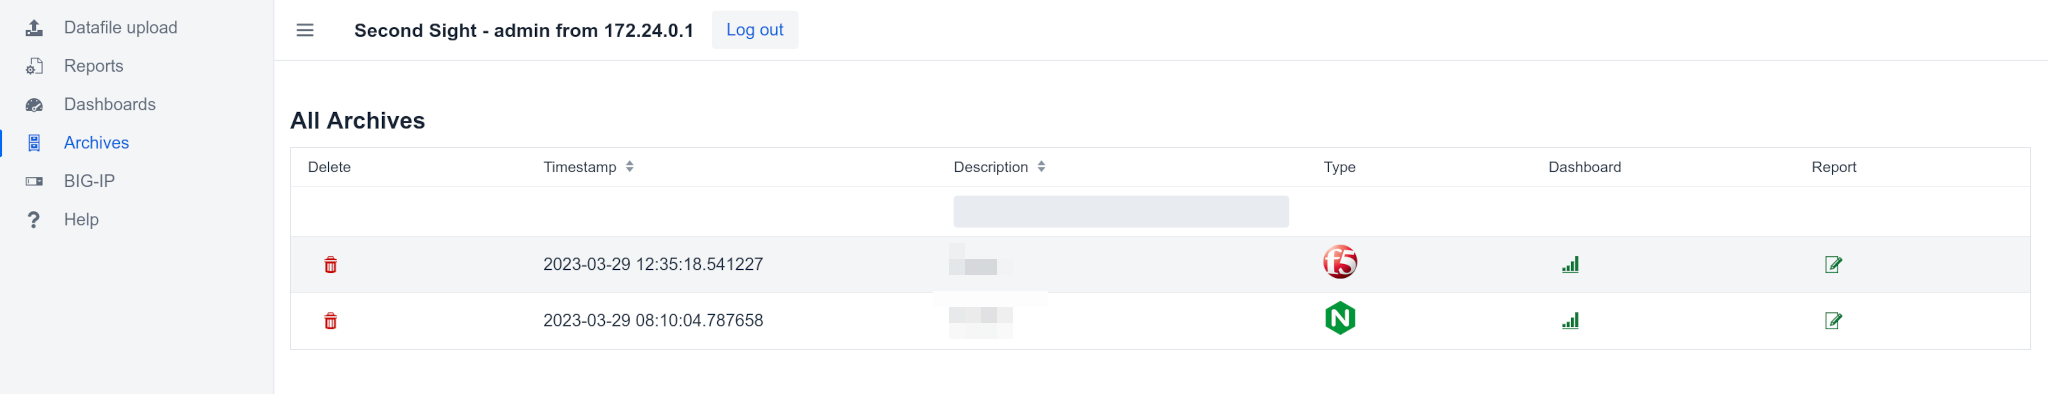 Datafile upload
Reports
Dashboards
Archives
BIG-IP
? Help
Second Sight - admin from 172.24.0.1 Log out
All Archives
Delete Timestamp Description Type Dashboard Report
2023-03-29 12:35:18.541227 f5
2023-03-29 08:10:04.787658 N